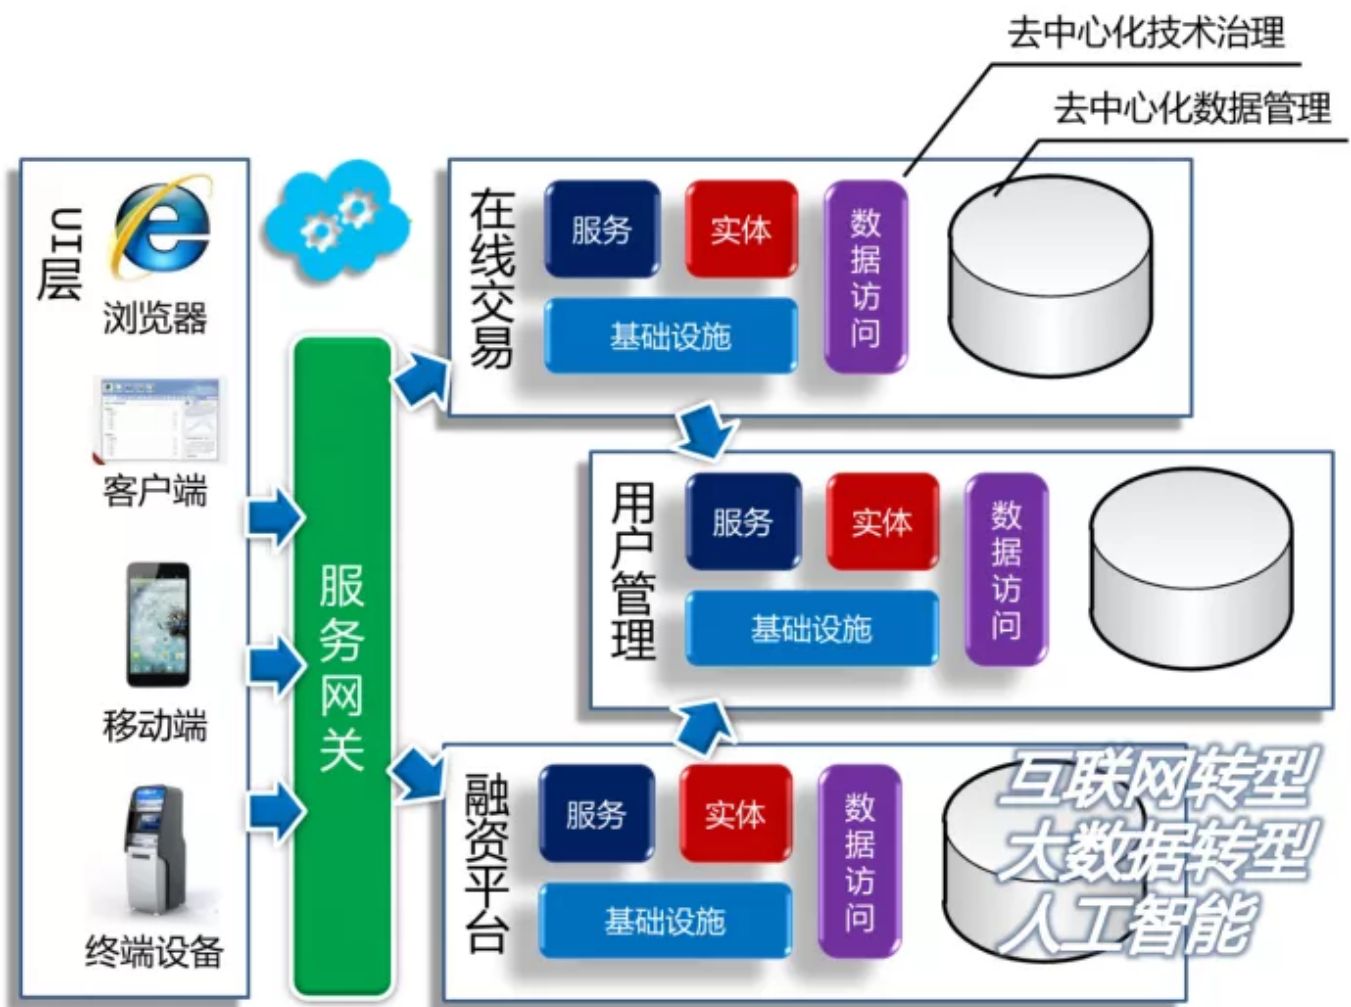 去中心化技术治理
去中心化数据管理
UI层
浏览器
客户端
移动端
终端设备
服务网关
在线交易
服务
实体
数据访问
基础设施
用户管理
服务
实体
数据访问
基础设施
融资平台
服务
实体
数据访问
基础设施
互联网转型
大数据转型
人工智能